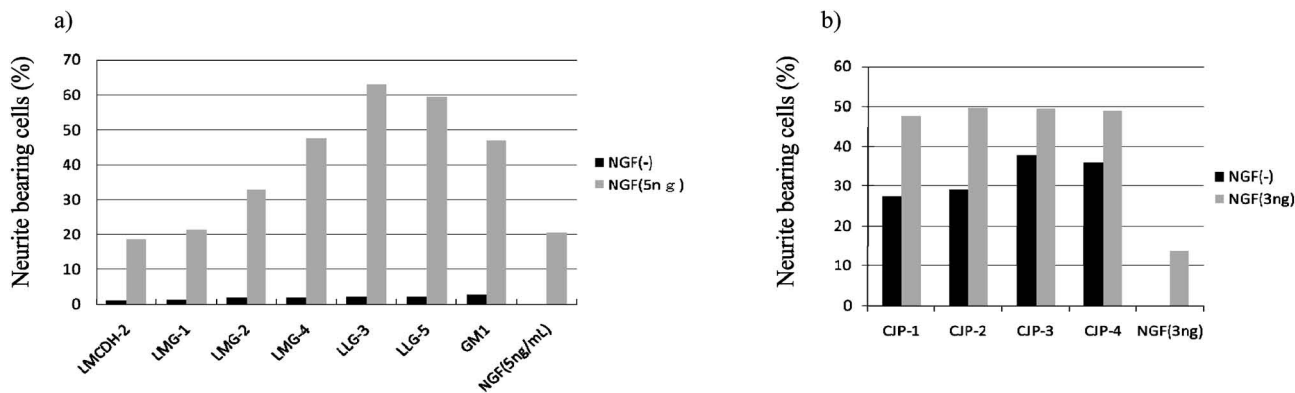 a)
Neurite bearing cells (%)
70
60
50
40
30
20
10
0
LMCDH-2
LMG-1
LMG-2
LMG-4
LLG-3
LLG-5
GM1
NGF(5ng/mL)
NGF(-)
NGF(5n g )
b)
Neurite bearing cells (%)
60
50
40
30
20
10
0
CJP-1
CJP-2
CJP-3
CJP-4
NGF(3ng)
NGF(-)
NGF(3ng)